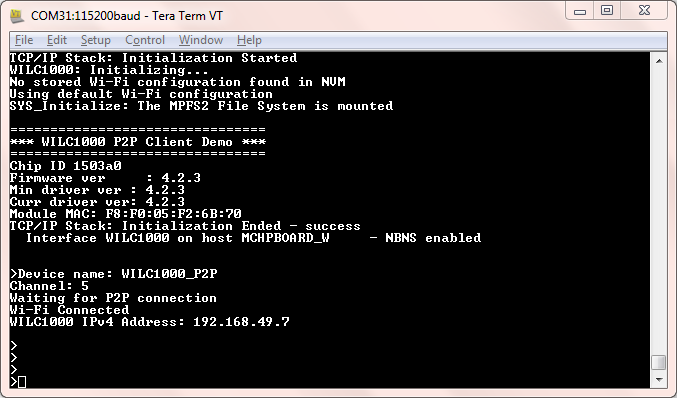 COM31:115200baud - Tera Term VT
File Edit Setup Control Window Help
TCP/IP Stack: Initialization Started
WILC1000: Initializing...
No stored Wi-Fi configuration found in NVM
Using default Wi-Fi configuration
SYS_Initialize: The MPFS2 File System is mounted
================================
*** WILC1000 P2P Client Demo ***
================================
Chip ID 1503a0
Firmware ver     : 4.2.3
Min driver ver : 4.2.3
Curr driver ver: 4.2.3
Module MAC: F8:F0:05:F2:6B:70
TCP/IP Stack: Initialization Ended - success
  Interface WILC1000 on host MCHPBOARD_W     - NBNS enabled
>Device name: WILC1000_P2P
Channel: 5
Waiting for P2P connection
Wi-Fi Connected
WILC1000 IPv4 Address: 192.168.49.7
>
>
>
>